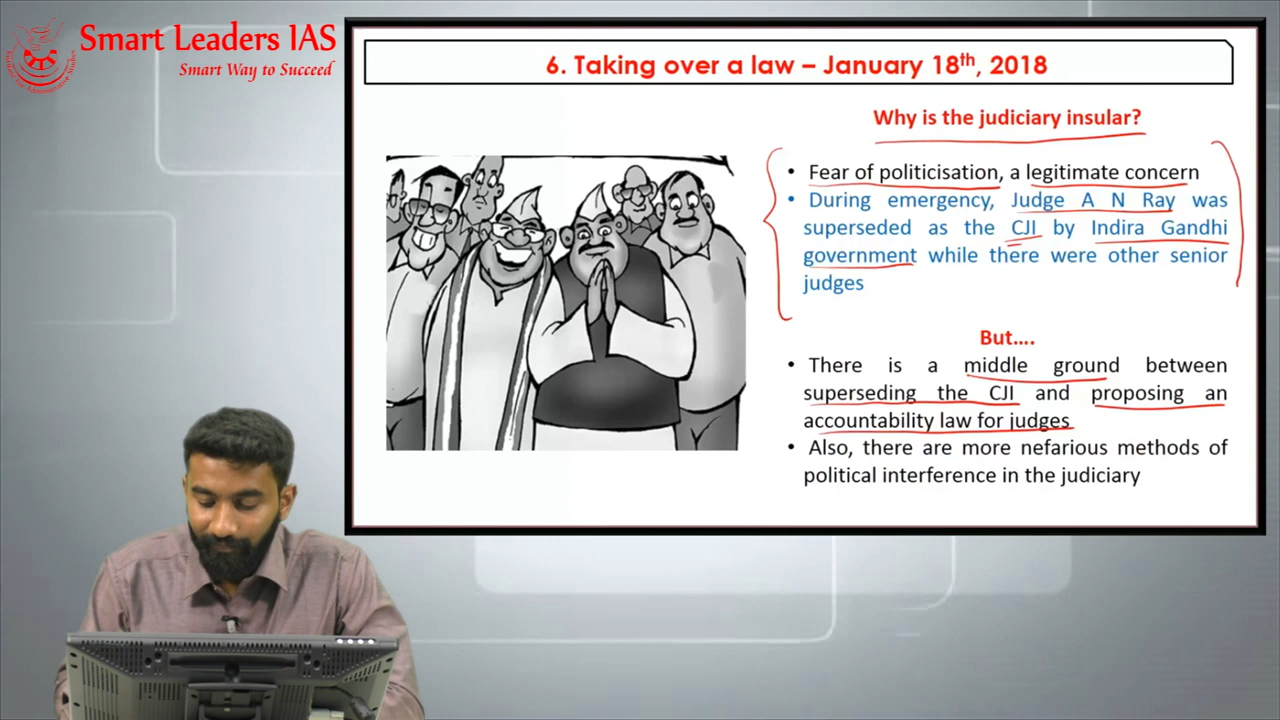 Smart Leaders IAS
Smart Way to Succeed
6. Taking over a law – January 18th, 2018
Why is the judiciary insular?
• Fear of politicisation, a legitimate concern
• During emergency, Judge A N Ray was
superseded as the CJI by Indira Gandhi
government while there were other senior
judges
But....
• There is a middle ground between
superseding the CJI and proposing an
accountability law for judges
• Also, there are more nefarious methods of
political interference in the judiciary